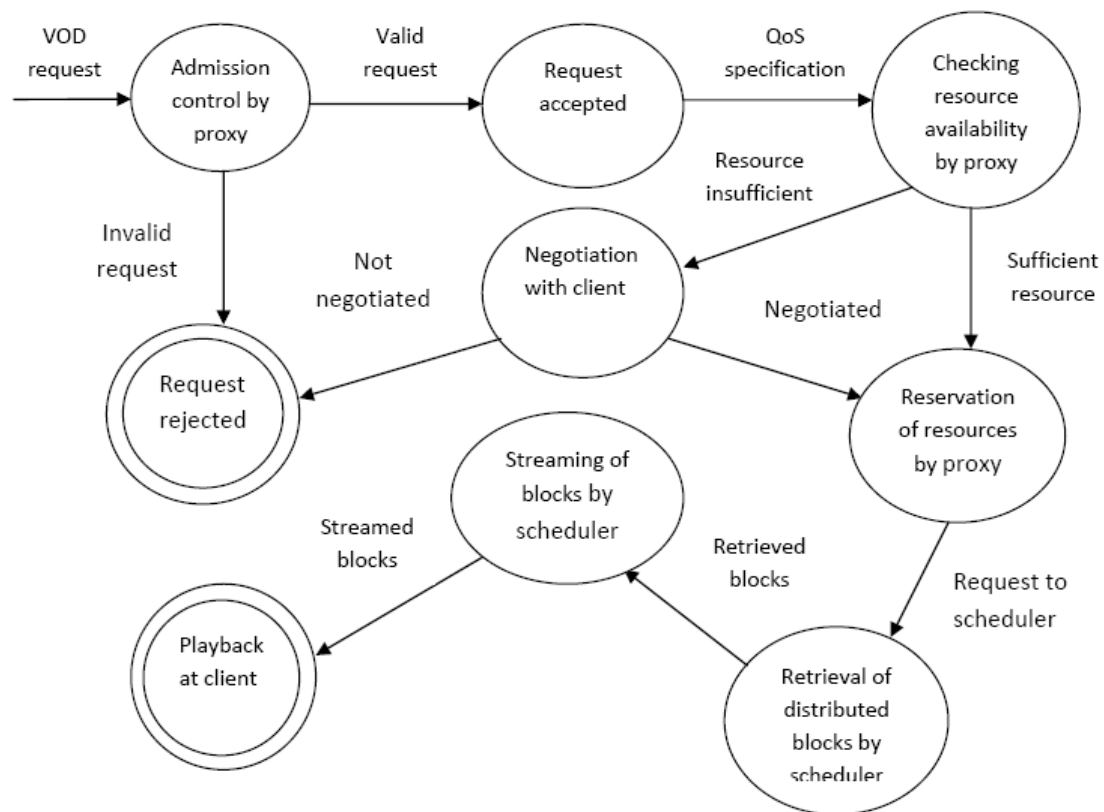 VOD
request
Admission
control by
proxy
Valid
request
Request
accepted
QoS
specification
Checking
resource
availability
by proxy
Resource
insufficient
Invalid
request
Not
negotiated
Negotiation
with client
Negotiated
Sufficient
resource
Request
rejected
Reservation
of resources
by proxy
Streaming of
blocks by
scheduler
Streamed
blocks
Retrieved
blocks
Request to
scheduler
Playback
at client
Retrieval of
distributed
blocks by
scheduler